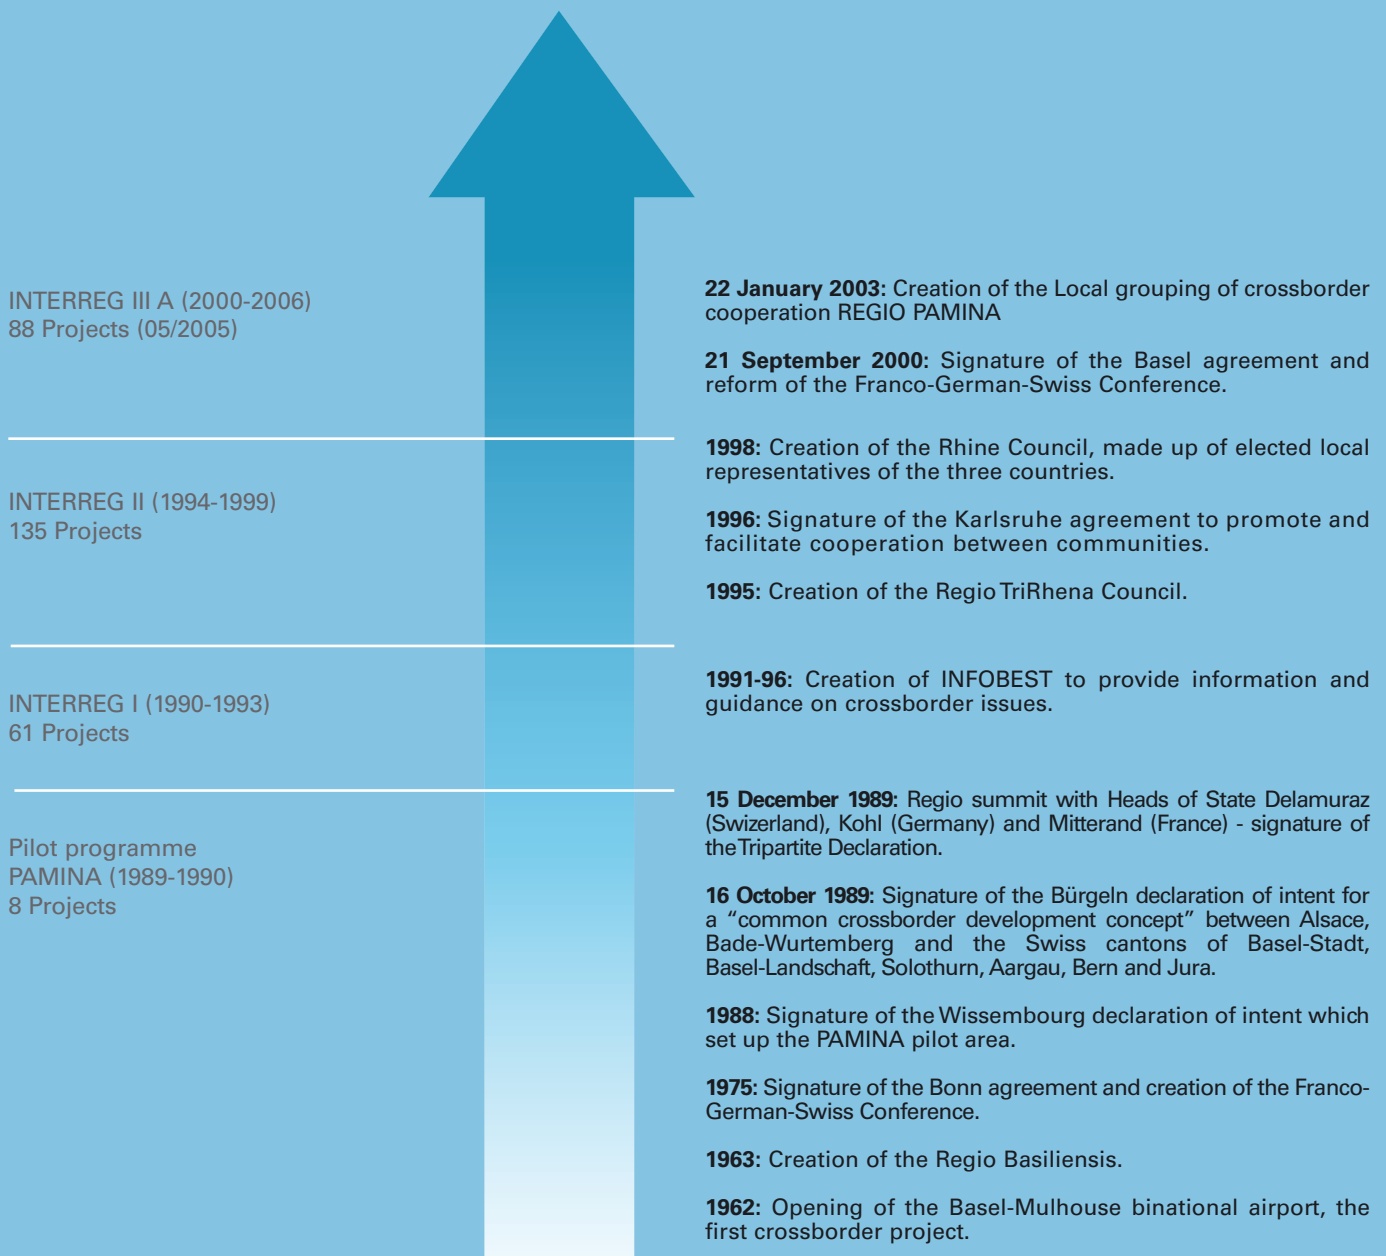 INTERREG III A (2000-2006)
88 Projects (05/2005)
INTERREG II (1994-1999)
135 Projects
INTERREG I (1990-1993)
61 Projects
Pilot programme
PAMINA (1989-1990)
8 Projects
22 January 2003: Creation of the Local grouping of crossborder
cooperation REGIO PAMINA
21 September 2000: Signature of the Basel agreement and
reform of the Franco-German-Swiss Conference.
1998: Creation of the Rhine Council, made up of elected local
representatives of the three countries.
1996: Signature of the Karlsruhe agreement to promote and
facilitate cooperation between communities.
1995: Creation of the Regio TriRhena Council.
1991-96: Creation of INFOBEST to provide information and
guidance on crossborder issues.
15 December 1989: Regio summit with Heads of State Delamuraz
(Swizerland), Kohl (Germany) and Mitterand (France) - signature of
the Tripartite Declaration.
16 October 1989: Signature of the Bürgeln declaration of intent for
a “common crossborder development concept” between Alsace,
Bade-Wurtemberg and the Swiss cantons of Basel-Stadt,
Basel-Landschaft, Solothurn, Aargau, Bern and Jura.
1988: Signature of the Wissembourg declaration of intent which
set up the PAMINA pilot area.
1975: Signature of the Bonn agreement and creation of the Franco-
German-Swiss Conference.
1963: Creation of the Regio Basiliensis.
1962: Opening of the Basel-Mulhouse binational airport, the
first crossborder project.